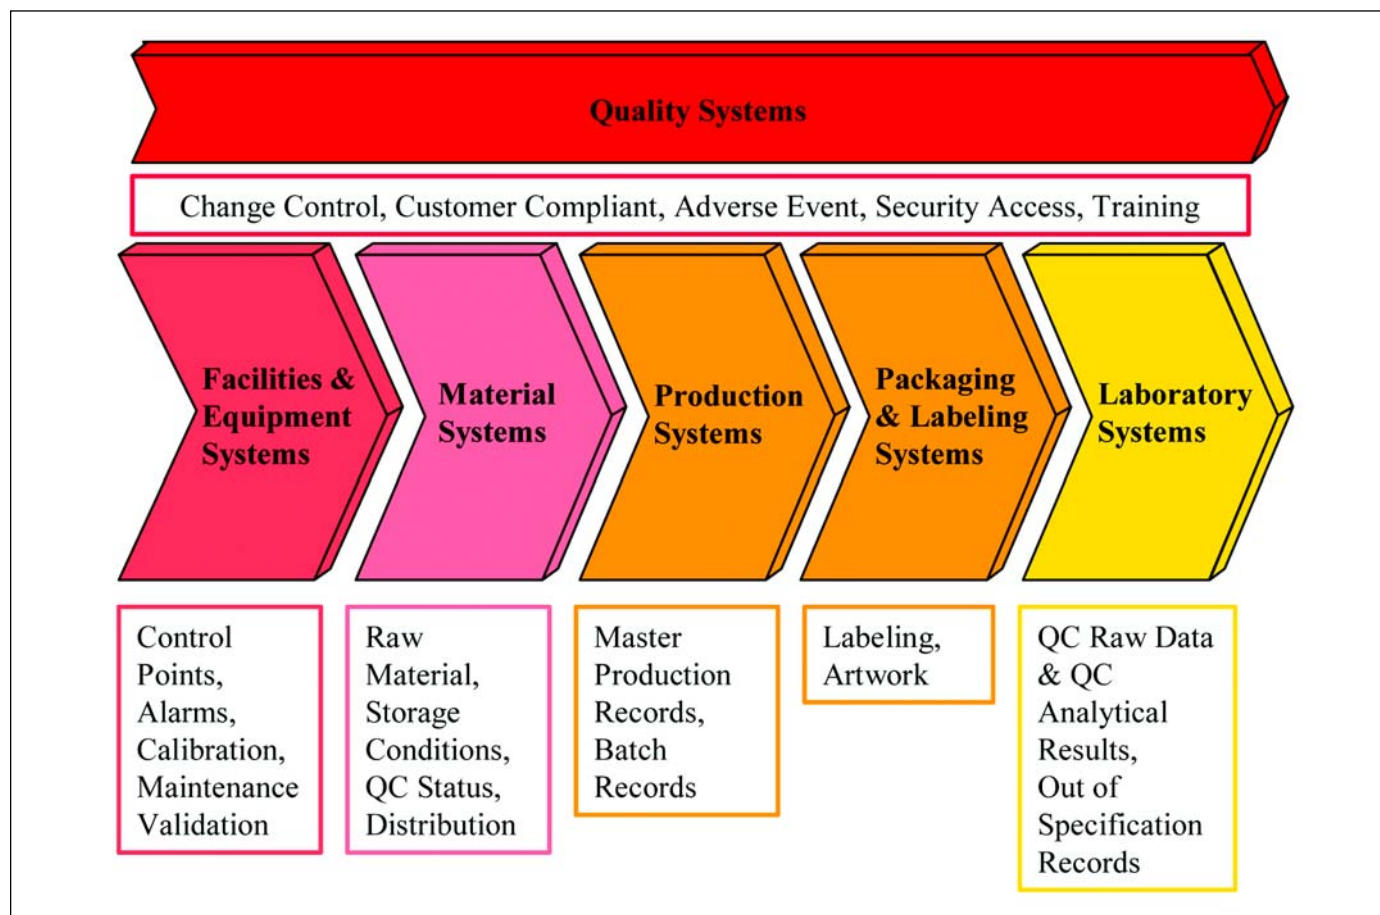 Quality Systems
Change Control, Customer Compliant, Adverse Event, Security Access, Training
Facilities &
Equipment
Systems
Material
Systems
Production
Systems
Packaging
& Labeling
Systems
Laboratory
Systems
Control
Points,
Alarms,
Calibration,
Maintenance
Validation
Raw
Material,
Storage
Conditions,
QC Status,
Distribution
Master
Production
Records,
Batch
Records
Labeling,
Artwork
QC Raw Data
& QC
Analytical
Results,
Out of
Specification
Records